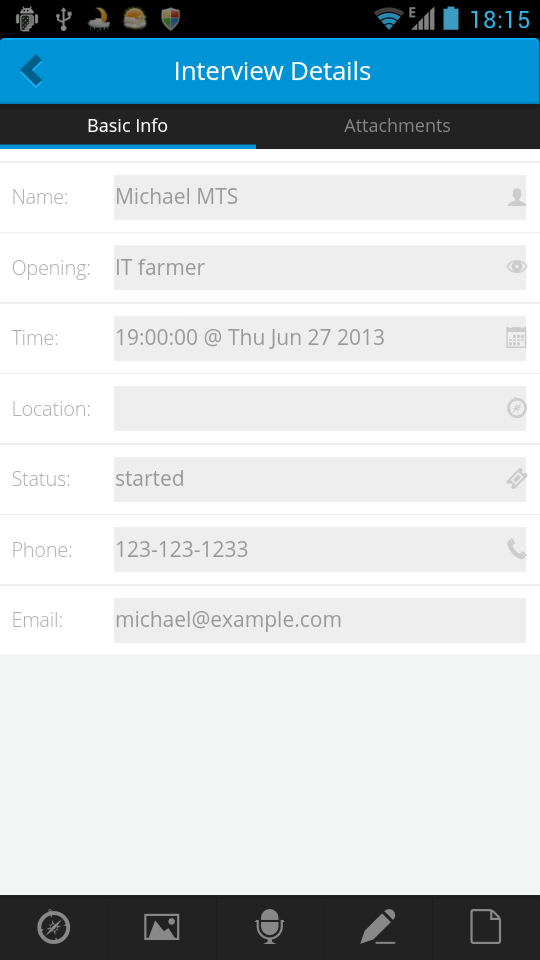 E 18:15
Interview Details
Basic Info Attachments
Name: Michael MTS
Opening: IT farmer
Time: 19:00:00 @ Thu Jun 27 2013
Location:
Status: started
Phone: 123-123-1233
Email: michael@example.com